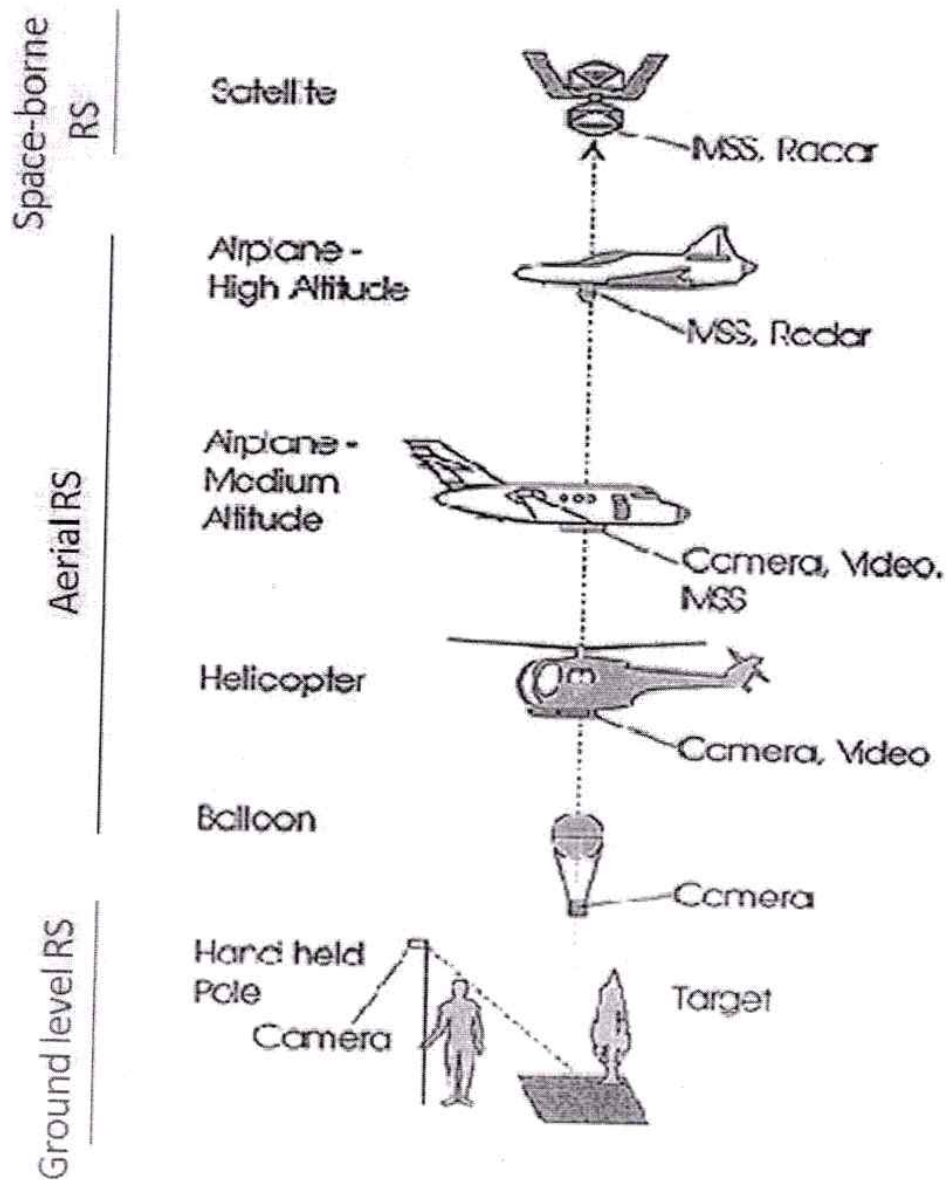 Space-borne
RS
Satellite
MSS, Radar
Aerial RS
Airplane -
High Altitude
MSS, Radar
Airplane -
Medium
Altitude
Camera, Video,
MSS
Helicopter
Camera, Video
Balloon
Camera
Ground level RS
Hand held
Pole
Camera
Target